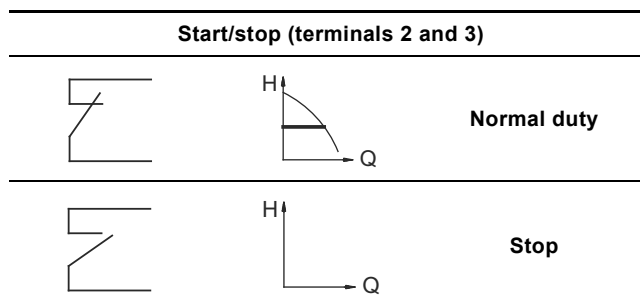 Start/stop (terminals 2 and 3)
H
Q
Normal duty
H
Q
Stop